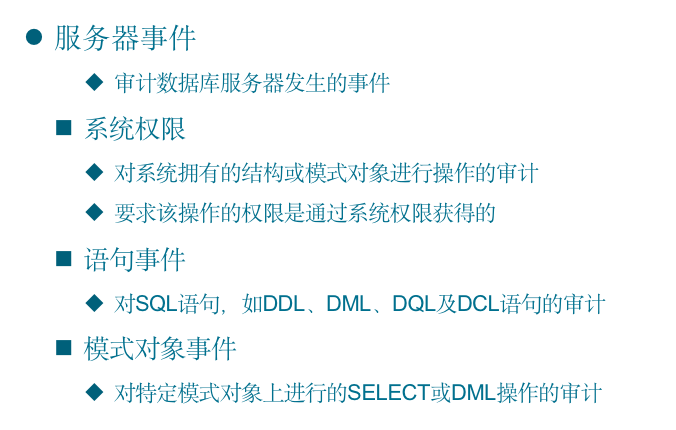 服务器事件
审计数据库服务器发生的事件
系统权限
对系统拥有的结构或模式对象进行操作的审计
要求该操作的权限是通过系统权限获得的
语句事件
对SQL语句，如DDL、DML、DQL及DCL语句的审计
模式对象事件
对特定模式对象上进行的SELECT或DML操作的审计